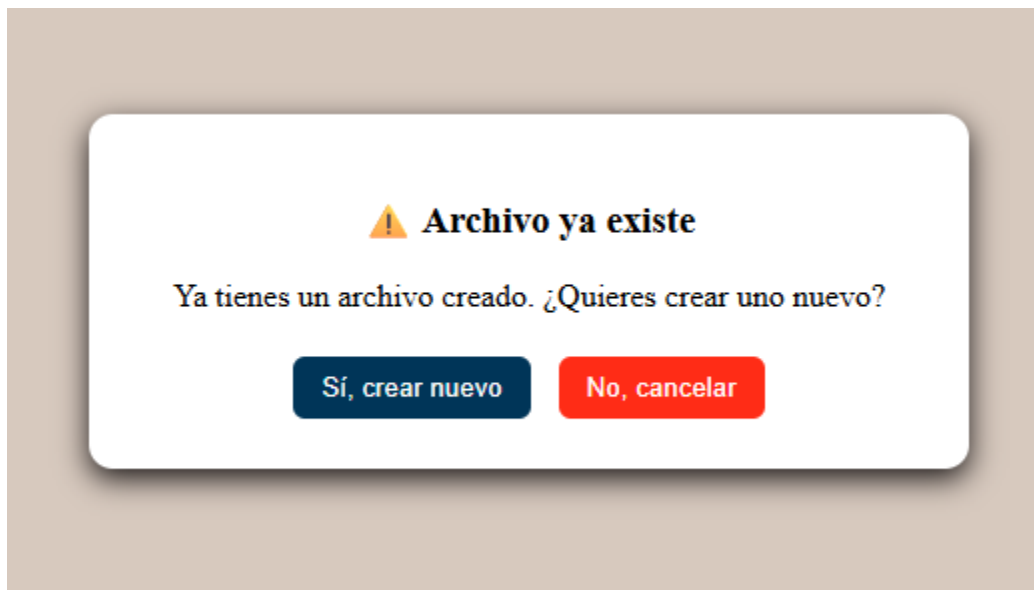 ⚠️ Archivo ya existe
Ya tienes un archivo creado. ¿Quieres crear uno nuevo?
Sí, crear nuevo
No, cancelar